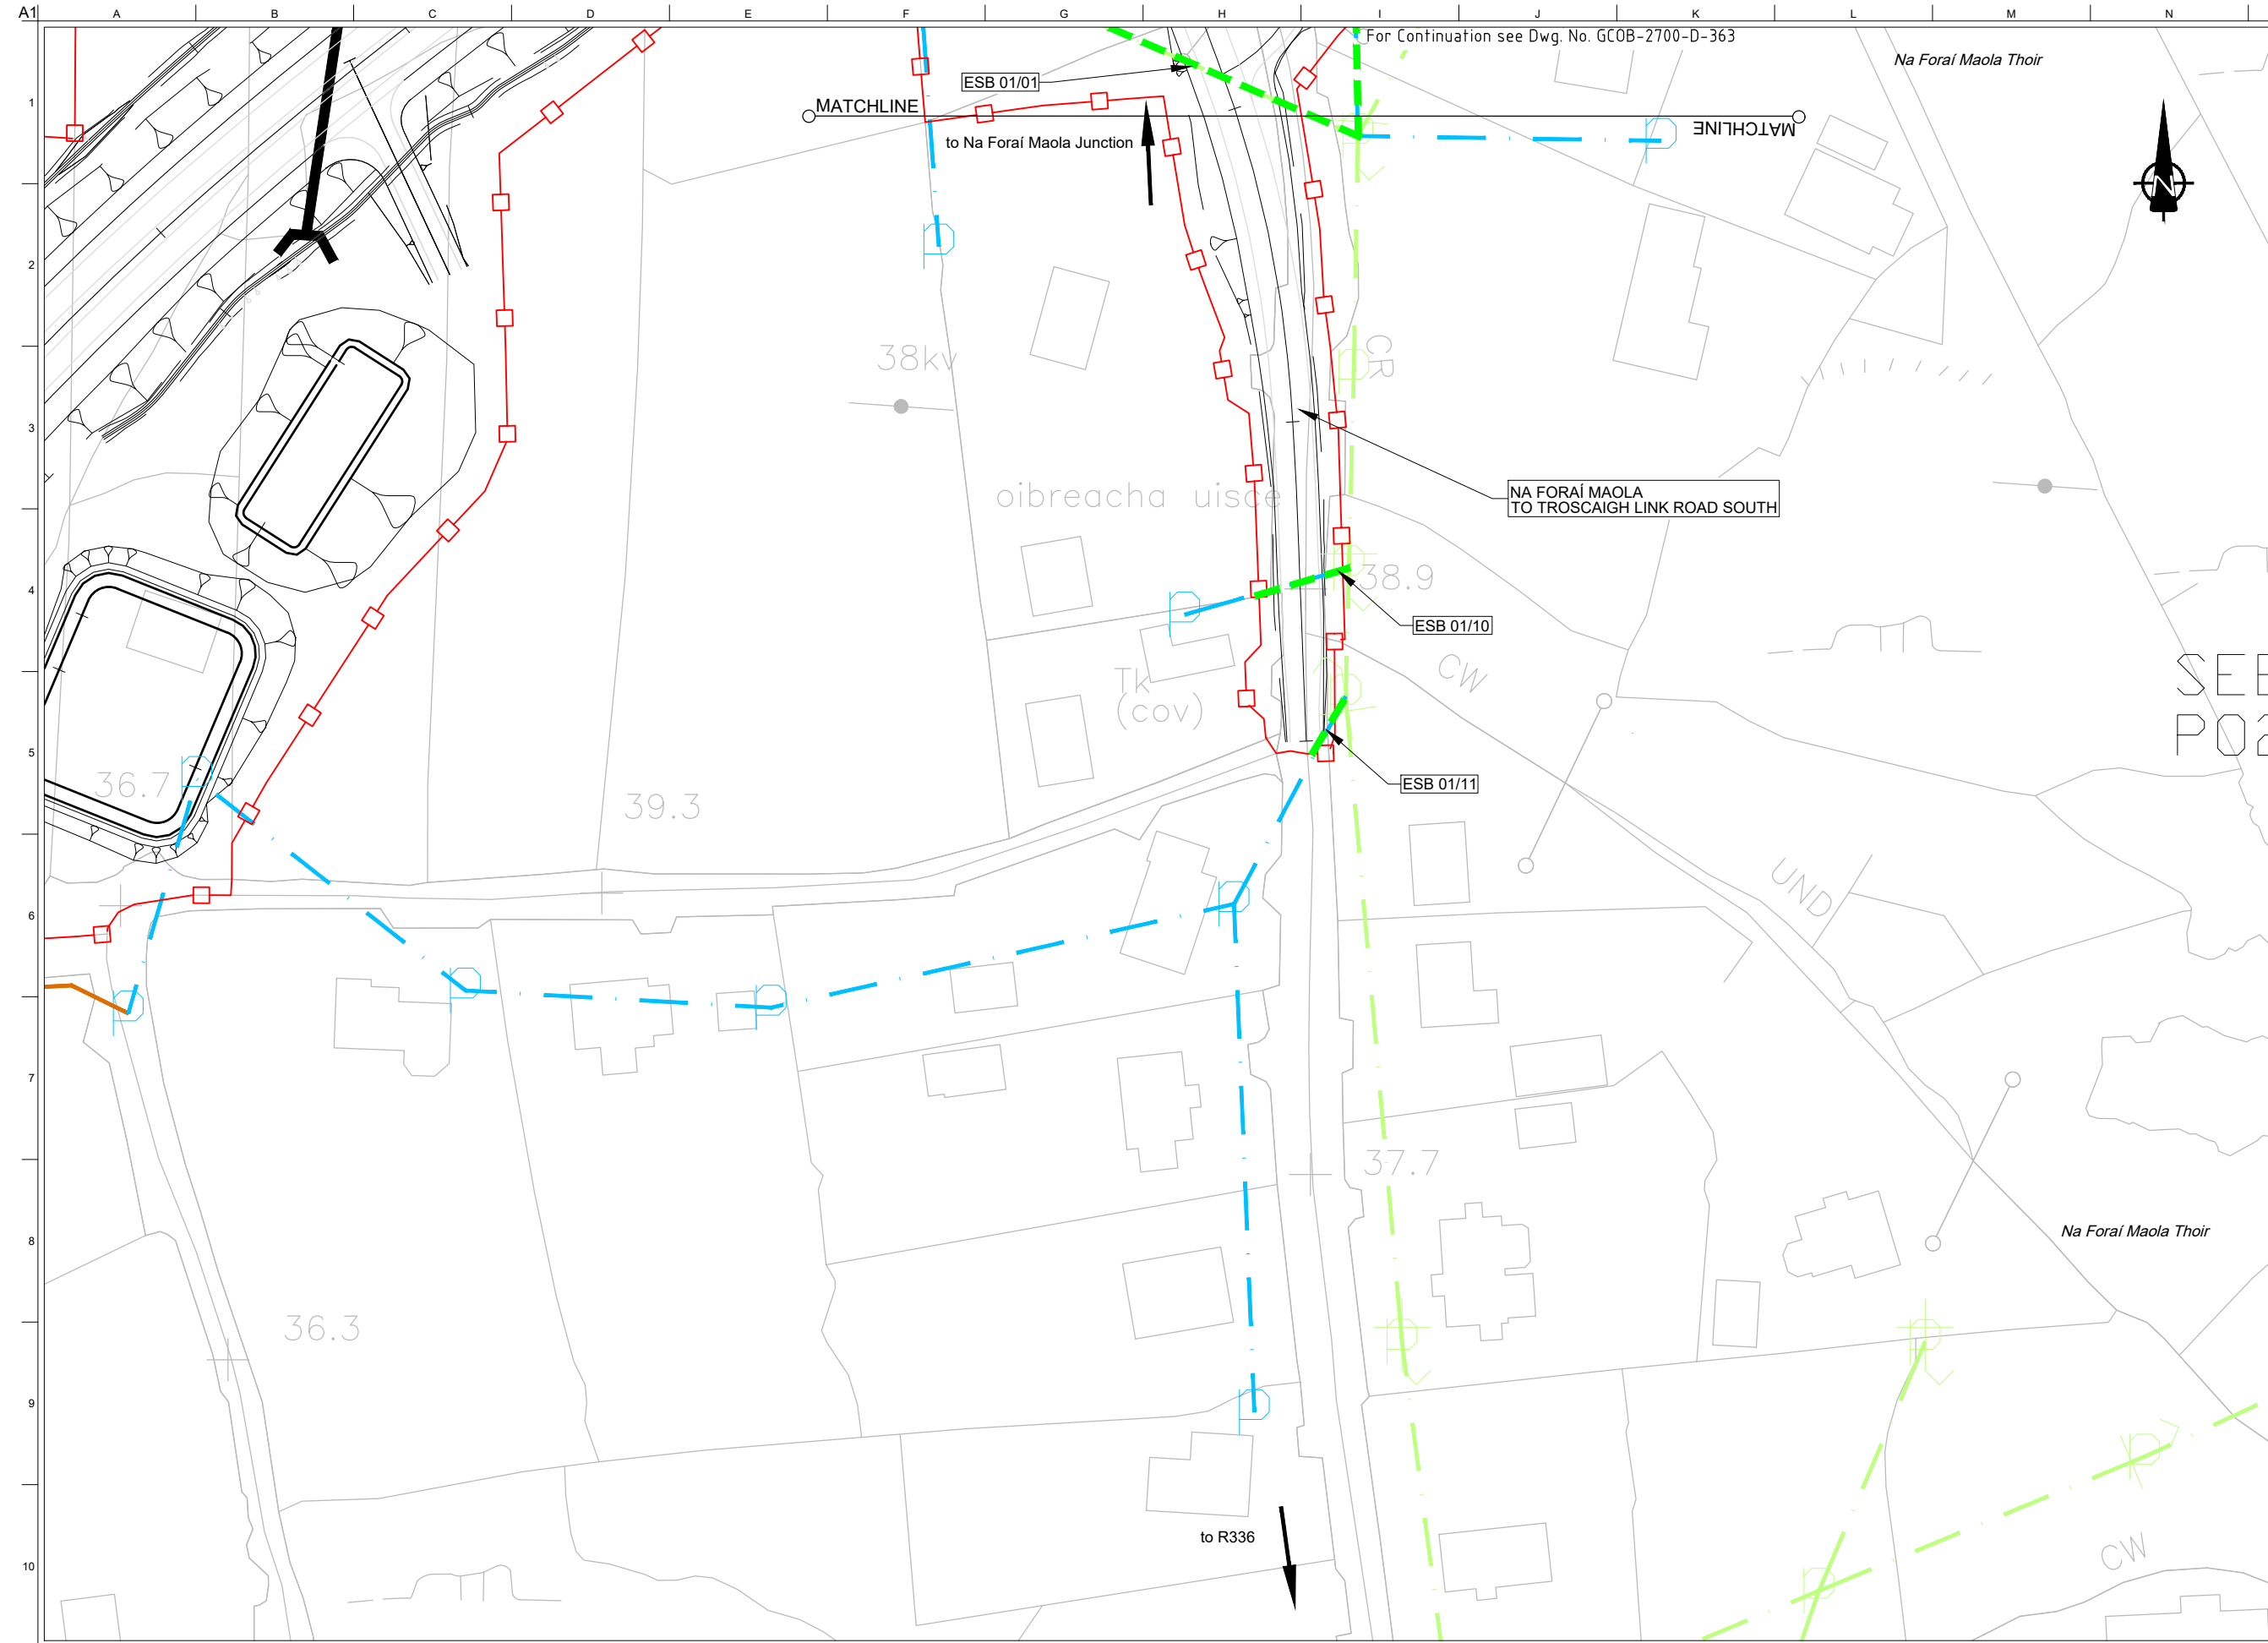 A1
A B C D E F G H I J K L M N
For Continuation see Dwg. No. GCOB-2700-D-363
Na Foraí Maola Thoir
ESB 01/01
1
MATCHLINE
MATCHLINE
to Na Foraí Maola Junction
N
2
38kv
CR
3
oibreacha uisce
NA FORAÍ MAOLA
TO TROSCAIGH LINK ROAD SOUTH
38.9
4
ESB 01/10
Tk
(cov)
CW
5
36.7
39.3
ESB 01/11
UND
6
7
37.7
8
Na Foraí Maola Thoir
36.3
9
to R336
CW
10